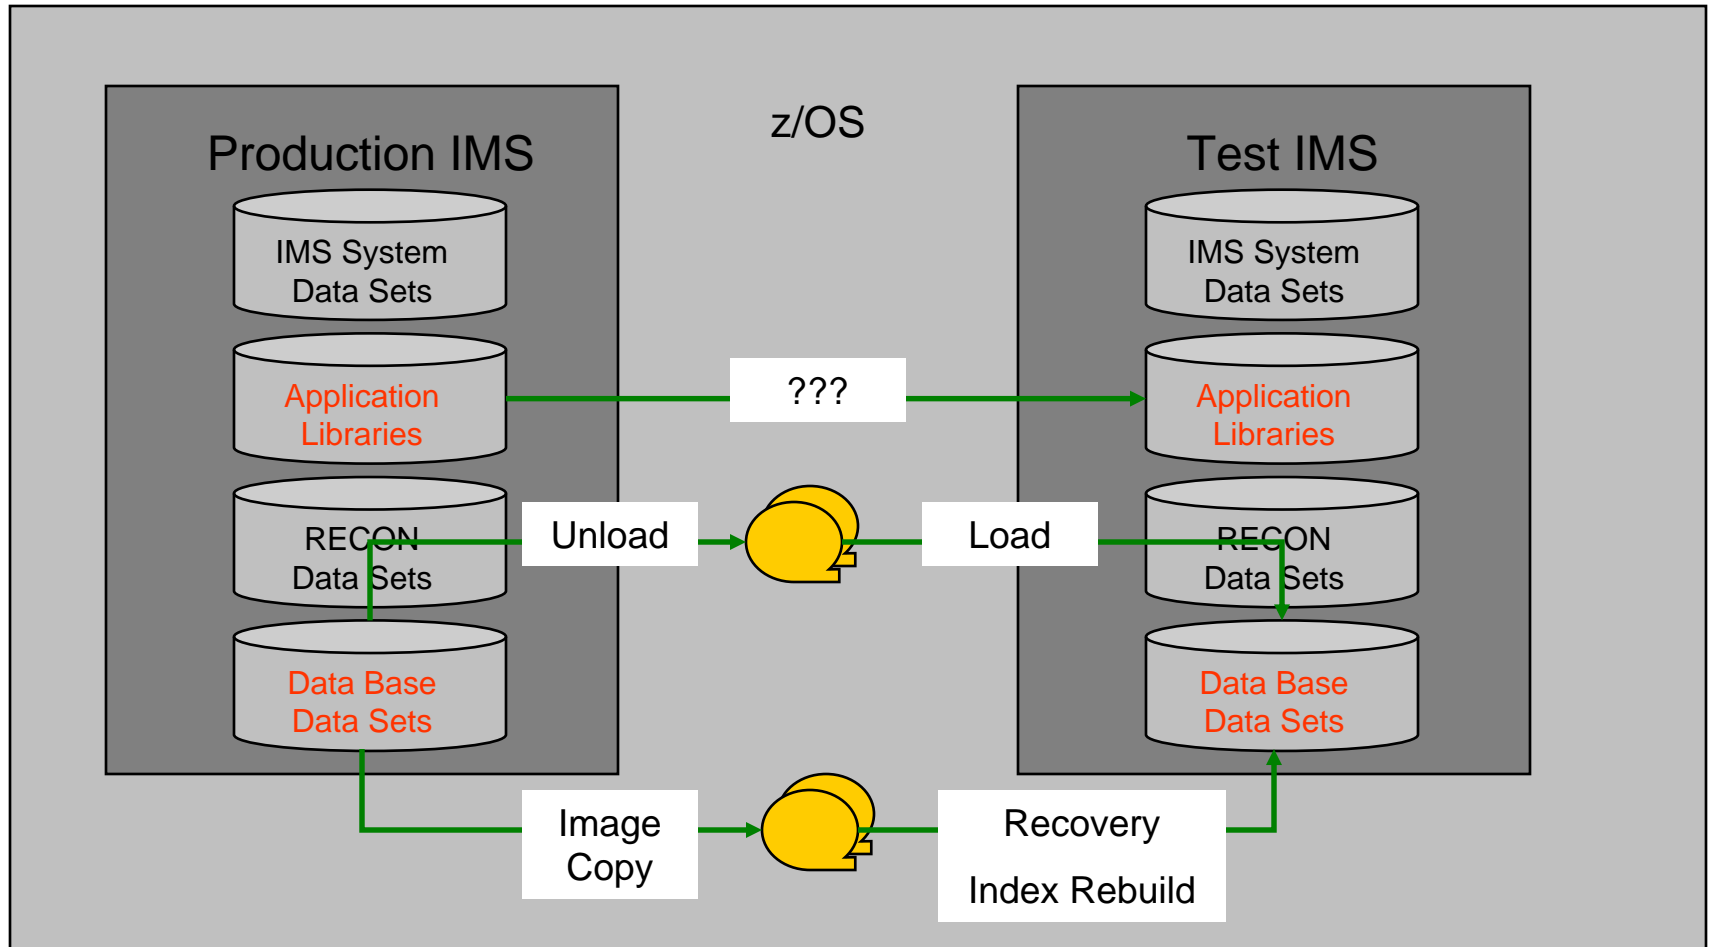 z/OS
Production IMS
IMS System
Data Sets
Application
Libraries
RECON
Data Sets
Data Base
Data Sets
???
Unload
Load
Image
Copy
Recovery
Index Rebuild
Test IMS
IMS System
Data Sets
Application
Libraries
RECON
Data Sets
Data Base
Data Sets